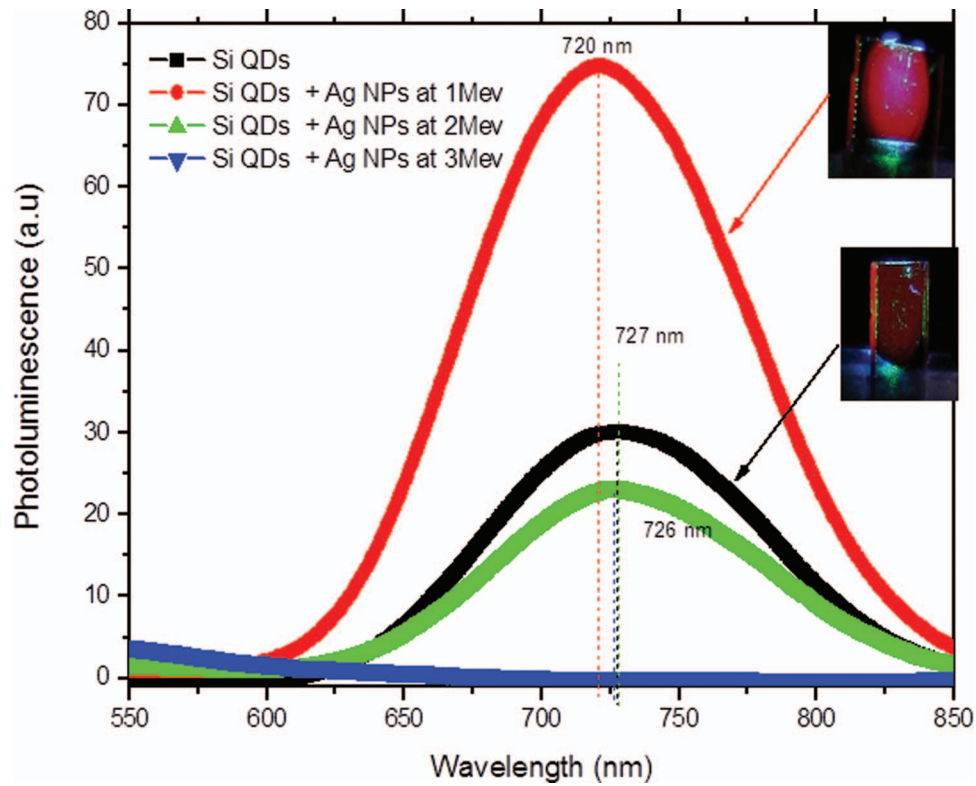 80
70
60
50
40
30
20
10
0
Photoluminescence (a.u)
Si QDs
Si QDs + Ag NPs at 1Mev
Si QDs + Ag NPs at 2Mev
Si QDs + Ag NPs at 3Mev
720 nm
727 nm
726 nm
550 600 650 700 750 800 850
Wavelength (nm)